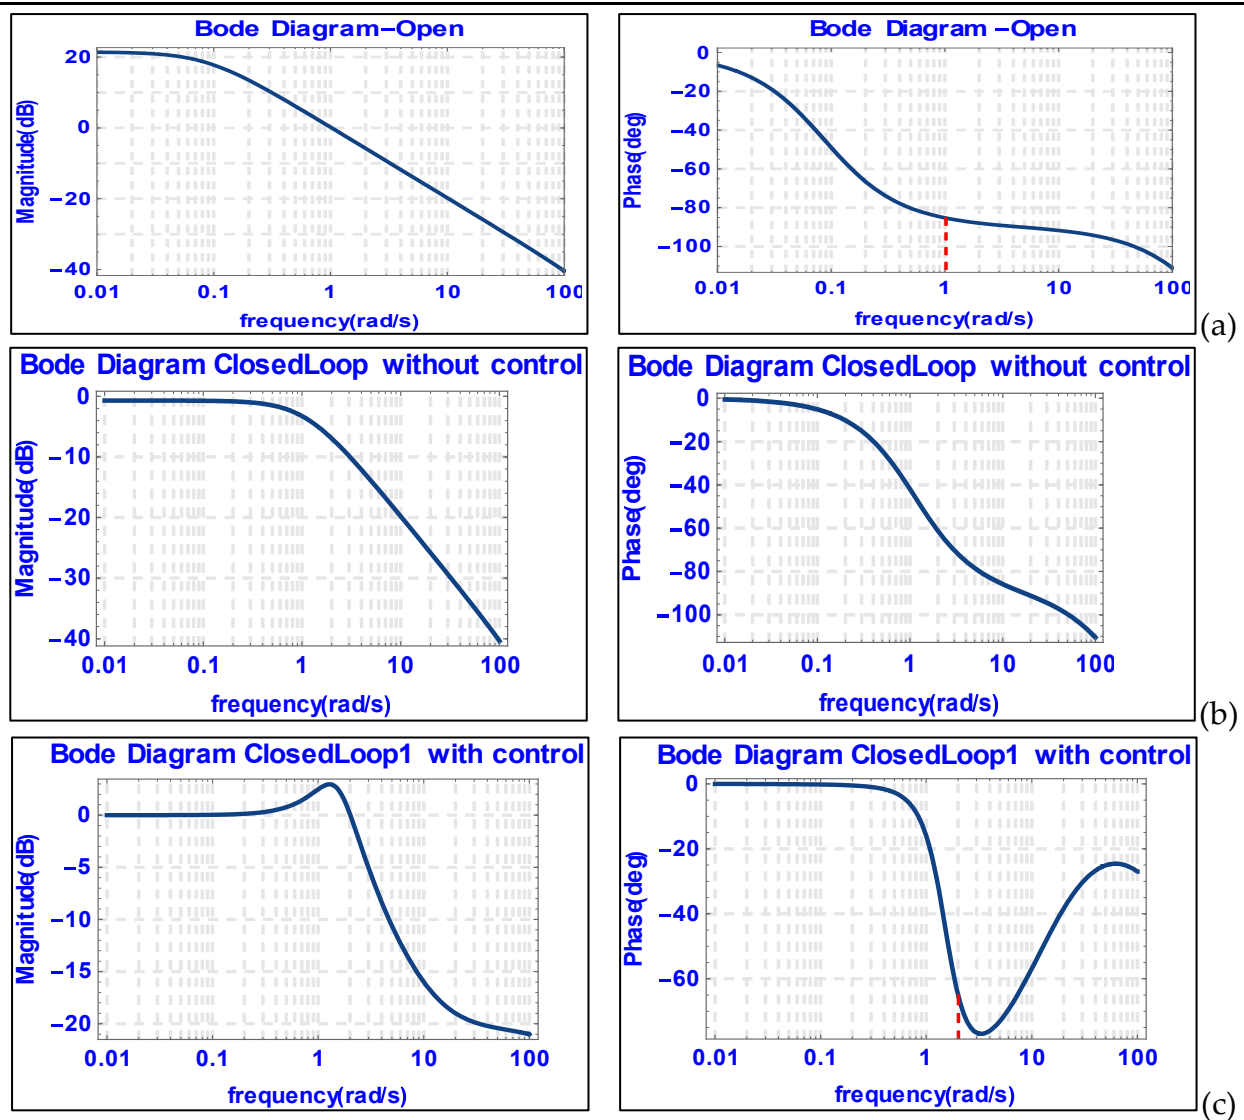 Bode Diagram–Open
Magnitude(dB)
20
0
−20
−40
0.01 0.1 1 10 100
frequency(rad/s)
Bode Diagram –Open
Phase(deg)
0
−20
−40
−60
−80
−100
0.01 0.1 1 10 100
frequency(rad/s)
(a)
Bode Diagram ClosedLoop without control
Magnitude(dB)
0
−10
−20
−30
−40
0.01 0.1 1 10 100
frequency(rad/s)
Bode Diagram ClosedLoop without control
Phase(deg)
0
−20
−40
−60
−80
−100
0.01 0.1 1 10 100
frequency(rad/s)
(b)
Bode Diagram ClosedLoop1 with control
Magnitude(dB)
0
−5
−10
−15
−20
0.01 0.1 1 10 100
frequency(rad/s)
Bode Diagram ClosedLoop1 with control
Phase(deg)
0
−20
−40
−60
0.01 0.1 1 10 100
frequency(rad/s)
(c)